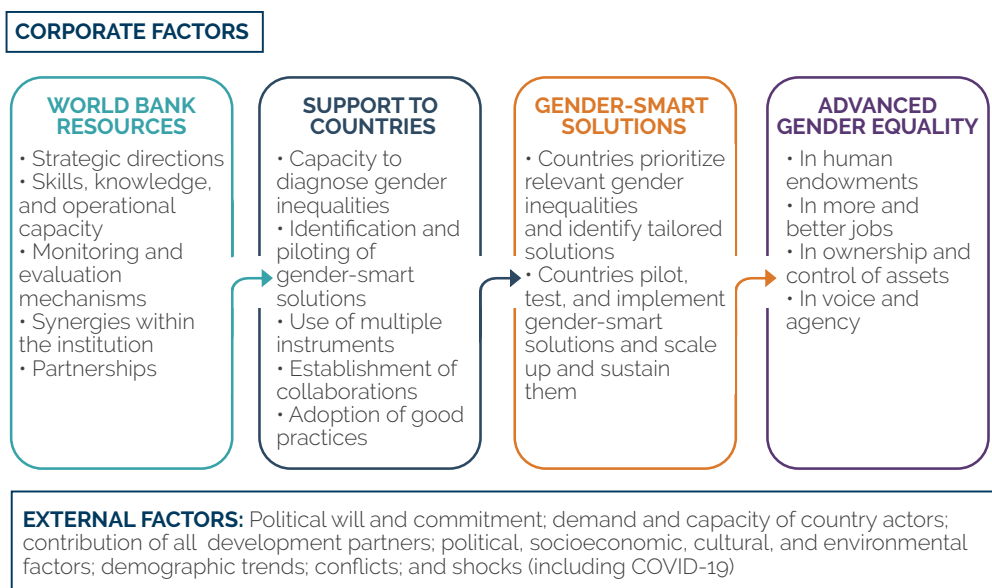 CORPORATE FACTORS
WORLD BANK
RESOURCES
• Strategic directions
• Skills, knowledge,
and operational
capacity
• Monitoring and
evaluation
mechanisms
• Synergies within
the institution
• Partnerships
SUPPORT TO
COUNTRIES
• Capacity to
diagnose gender
inequalities
• Identification and
piloting of
gender-smart
solutions
• Use of multiple
instruments
• Establishment of
collaborations
• Adoption of good
practices
GENDER-SMART
SOLUTIONS
• Countries prioritize
relevant gender
inequalities
and identify tailored
solutions
• Countries pilot,
test, and implement
gender-smart
solutions and scale
up and sustain
them
ADVANCED
GENDER EQUALITY
• In human
endowments
• In more and
better jobs
• In ownership and
control of assets
• In voice and
agency
EXTERNAL FACTORS: Political will and commitment; demand and capacity of country actors;
contribution of all development partners; political, socioeconomic, cultural, and environmental
factors; demographic trends; conflicts; and shocks (including COVID-19)